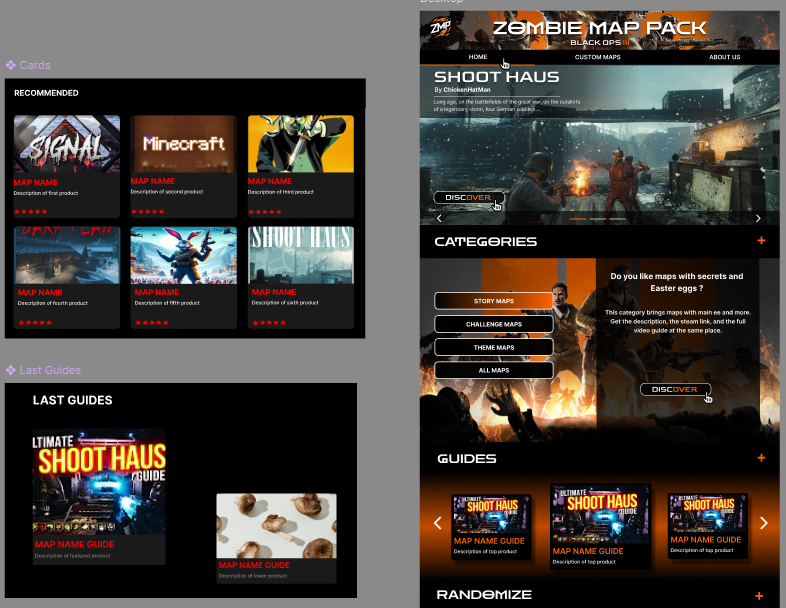 Cards
RECOMMENDED
SIGNAL
MAP NAME
Description of first product
Minecraft
MAP NAME
Description of second product
MAP NAME
Description of third product
MAP NAME
Description of fourth product
MAP NAME
Description of fifth product
SHOOT HAUS
MAP NAME
Description of sixth product
Last Guides
LAST GUIDES
ULTIMATE
SHOOT HAUS
GUIDE
MAP NAME GUIDE
Description of featured product
MAP NAME GUIDE
Description of lower product
Desktop
ZMP
ZOMBIE MAP PACK
BLACK OPS III
HOME
CUSTOM MAPS
ABOUT US
SHOOT HAUS
By ChickenHatMan
Long ago, on the battlefields of the great war, on the outskirts
of a legendary storm, four German soldiers ...
DISCOVER
CATEGORIES
+
STORY MAPS
CHALLENGE MAPS
THEME MAPS
ALL MAPS
Do you like maps with secrets and
Easter eggs ?
This category brings maps with main ee and more.
Get the description, the steam link, and the full
video guide at the same place.
DISCOVER
GUIDES
+
ULTIMATE
SHOOT HAUS
GUIDE
MAP NAME GUIDE
Description of top product
ULTIMATE
SHOOT HAUS
GUIDE
MAP NAME GUIDE
Description of top product
ULTIMATE
SHOOT HAUS
GUIDE
MAP NAME GUIDE
Description of top product
RANDOMIZE
+